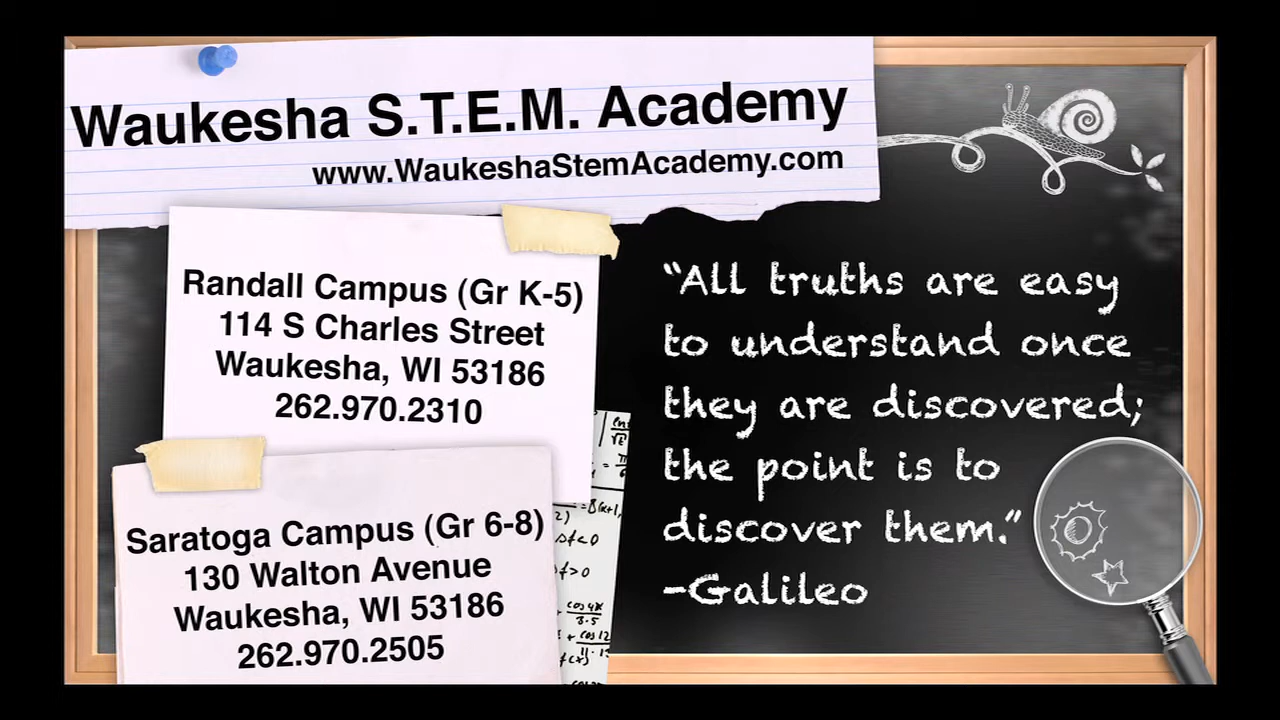 Waukesha S.T.E.M. Academy
www.WaukeshaStemAcademy.com
Randall Campus (Gr K-5)
114 S Charles Street
Waukesha, WI 53186
262.970.2310
Saratoga Campus (Gr 6-8)
130 Walton Avenue
Waukesha, WI 53186
262.970.2505
“All truths are easy
to understand once
they are discovered;
the point is to
discover them.”
-Galileo